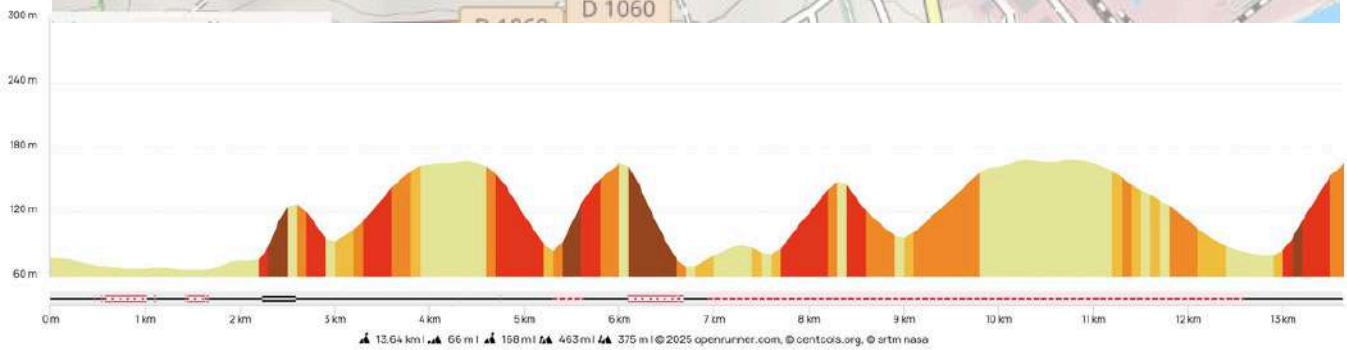 D 1060
D 1060
300 m
240 m
180 m
120 m
60 m
0 m 1 km 2 km 3 km 4 km 5 km 6 km 7 km 8 km 9 km 10 km 11 km 12 km 13 km
13.64 km | 66 m | 168 m | 463 m | 375 m | © 2025 openrunner.com, © centcols.org, © srtm nasa